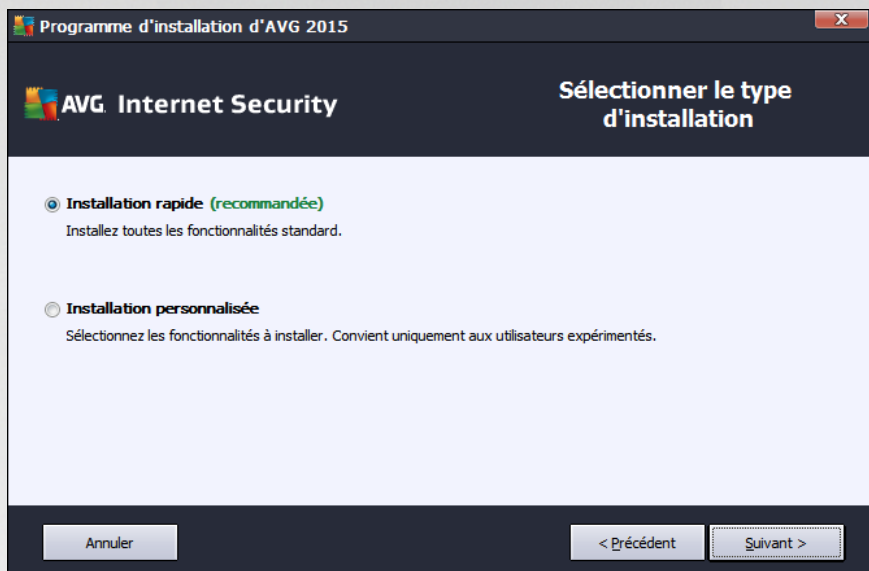 Programme d'installation d'AVG 2015
AVG. Internet Security
Sélectionner le type
d'installation
Installation rapide (recommandée)
Installez toutes les fonctionnalités standard.
Installation personnalisée
Sélectionnez les fonctionnalités à installer. Convient uniquement aux utilisateurs expérimentés.
Annuler
< Précédent
Suivant >